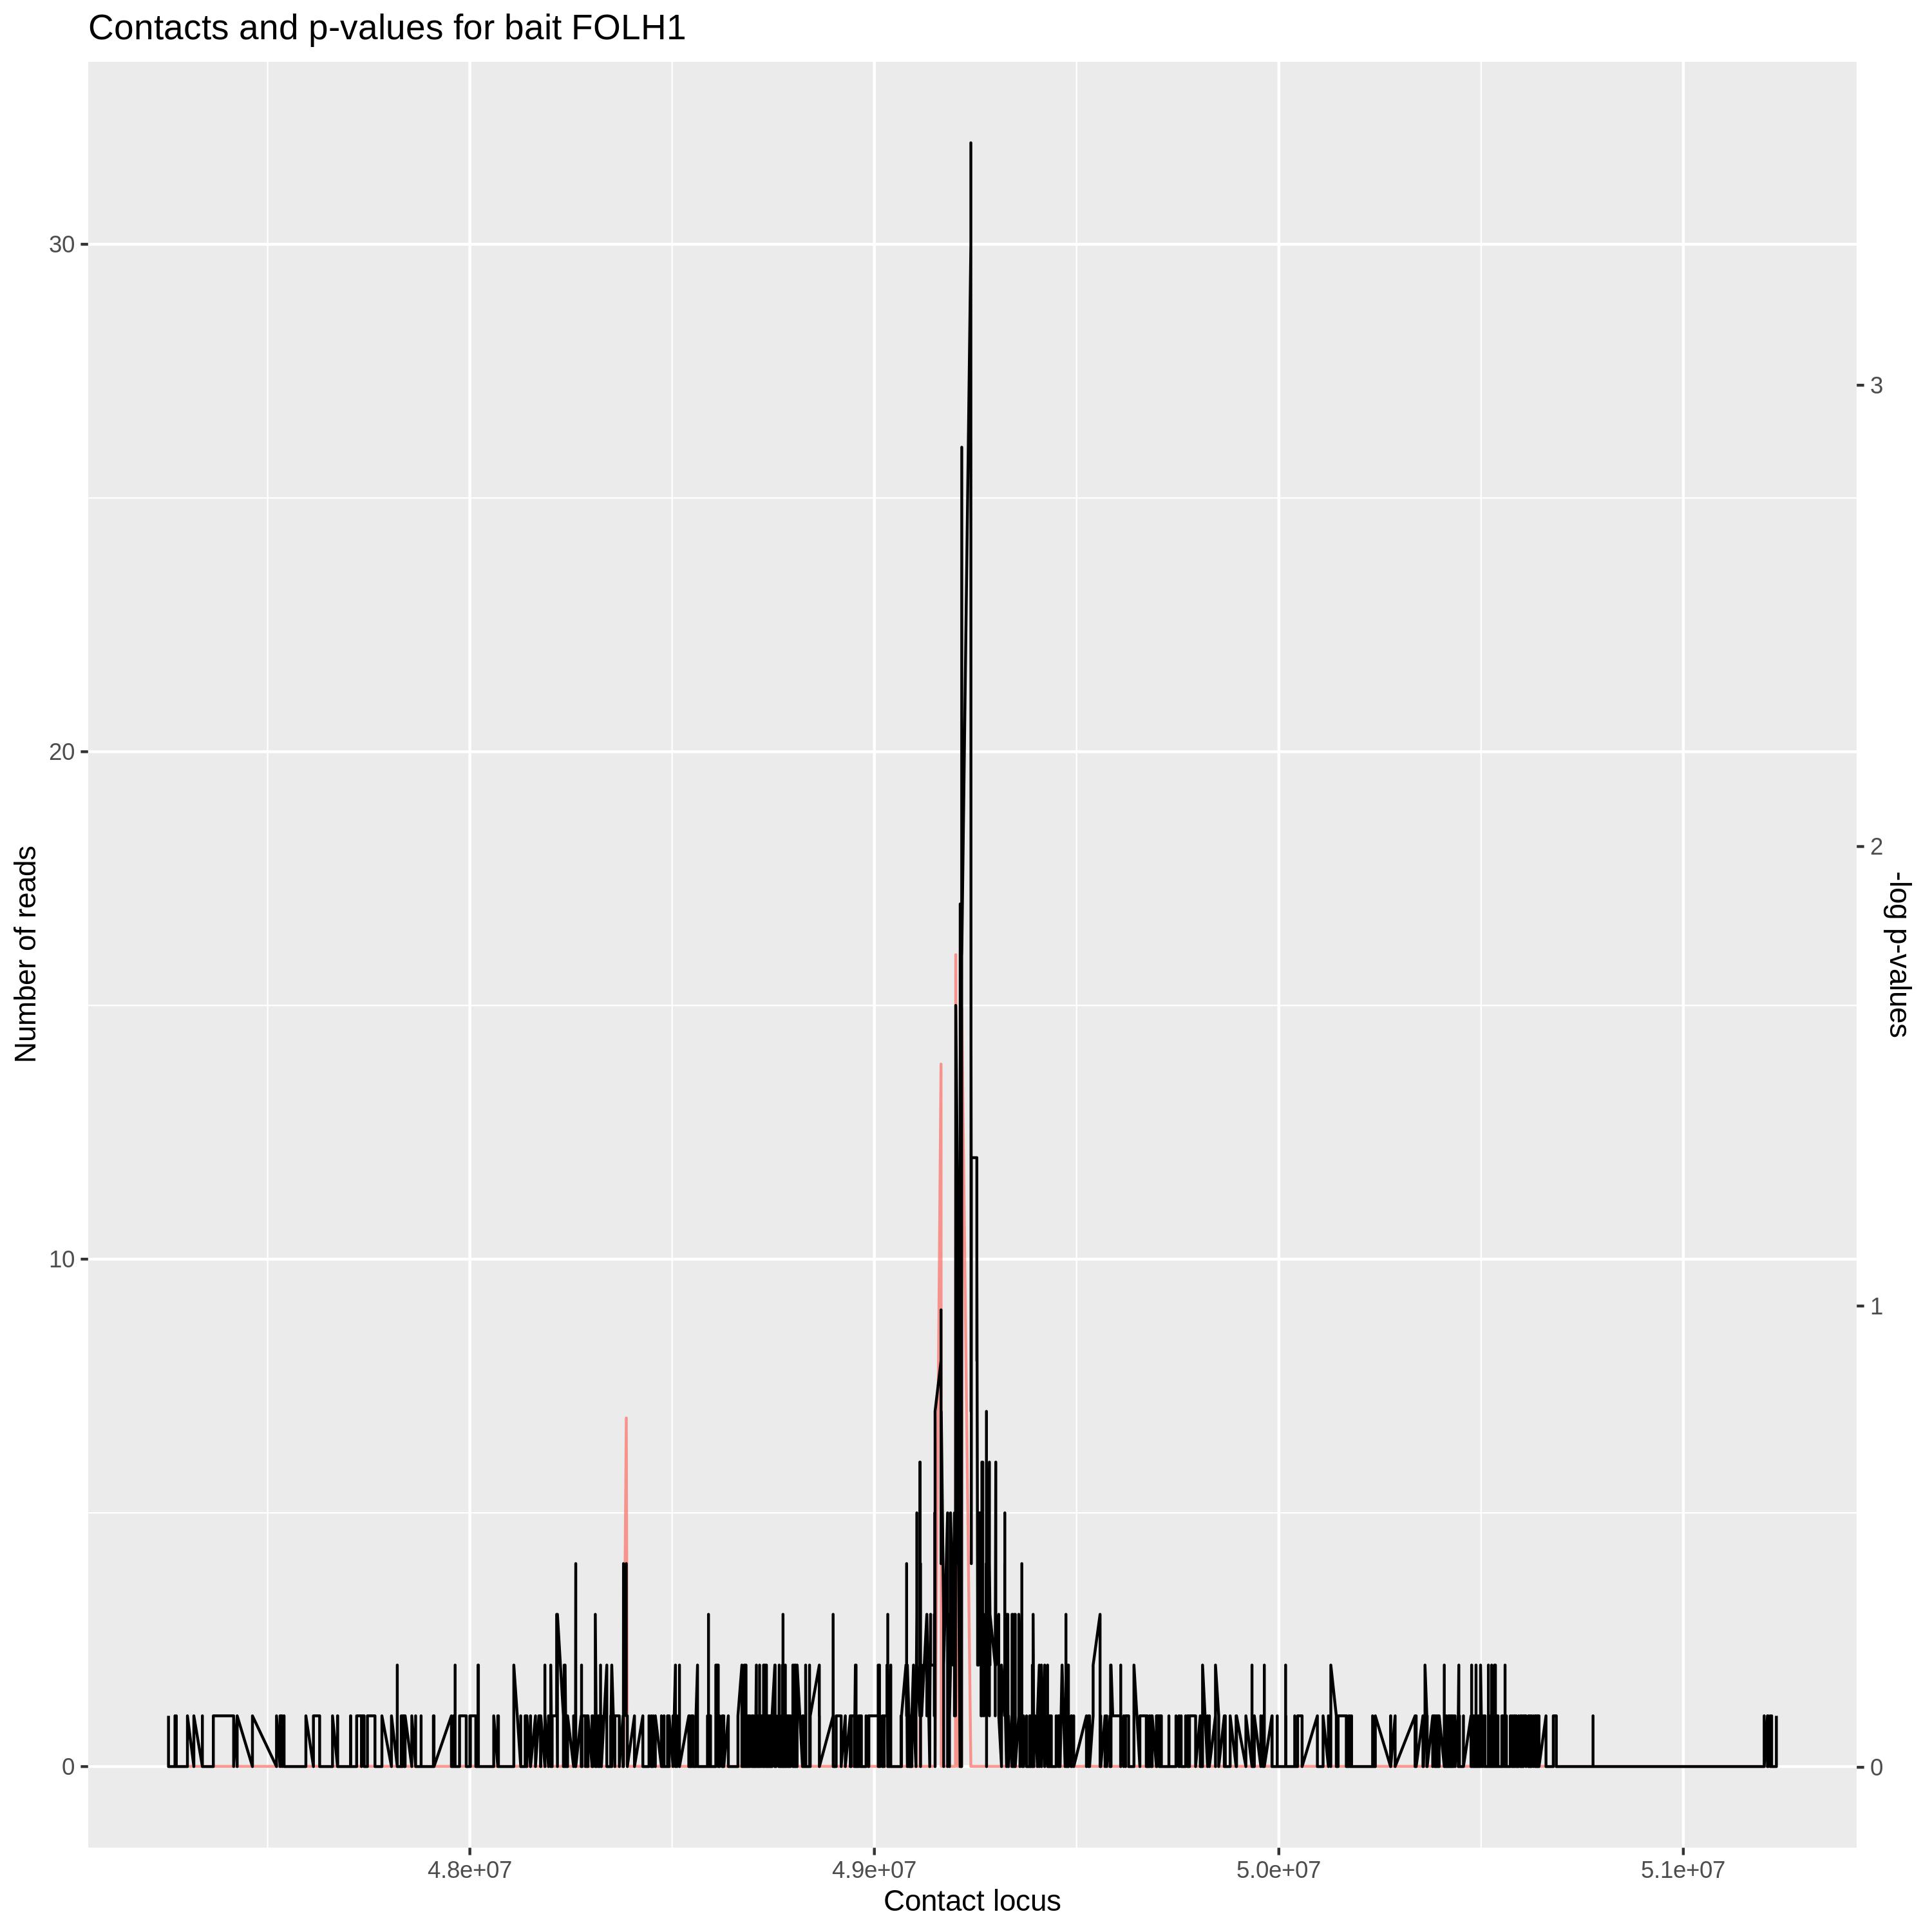 Contacts and p-values for bait FOLH1
30
20
10
0
Number of reads
3
2
1
0
-log p-values
4.8e+07
4.9e+07
5.0e+07
5.1e+07
Contact locus